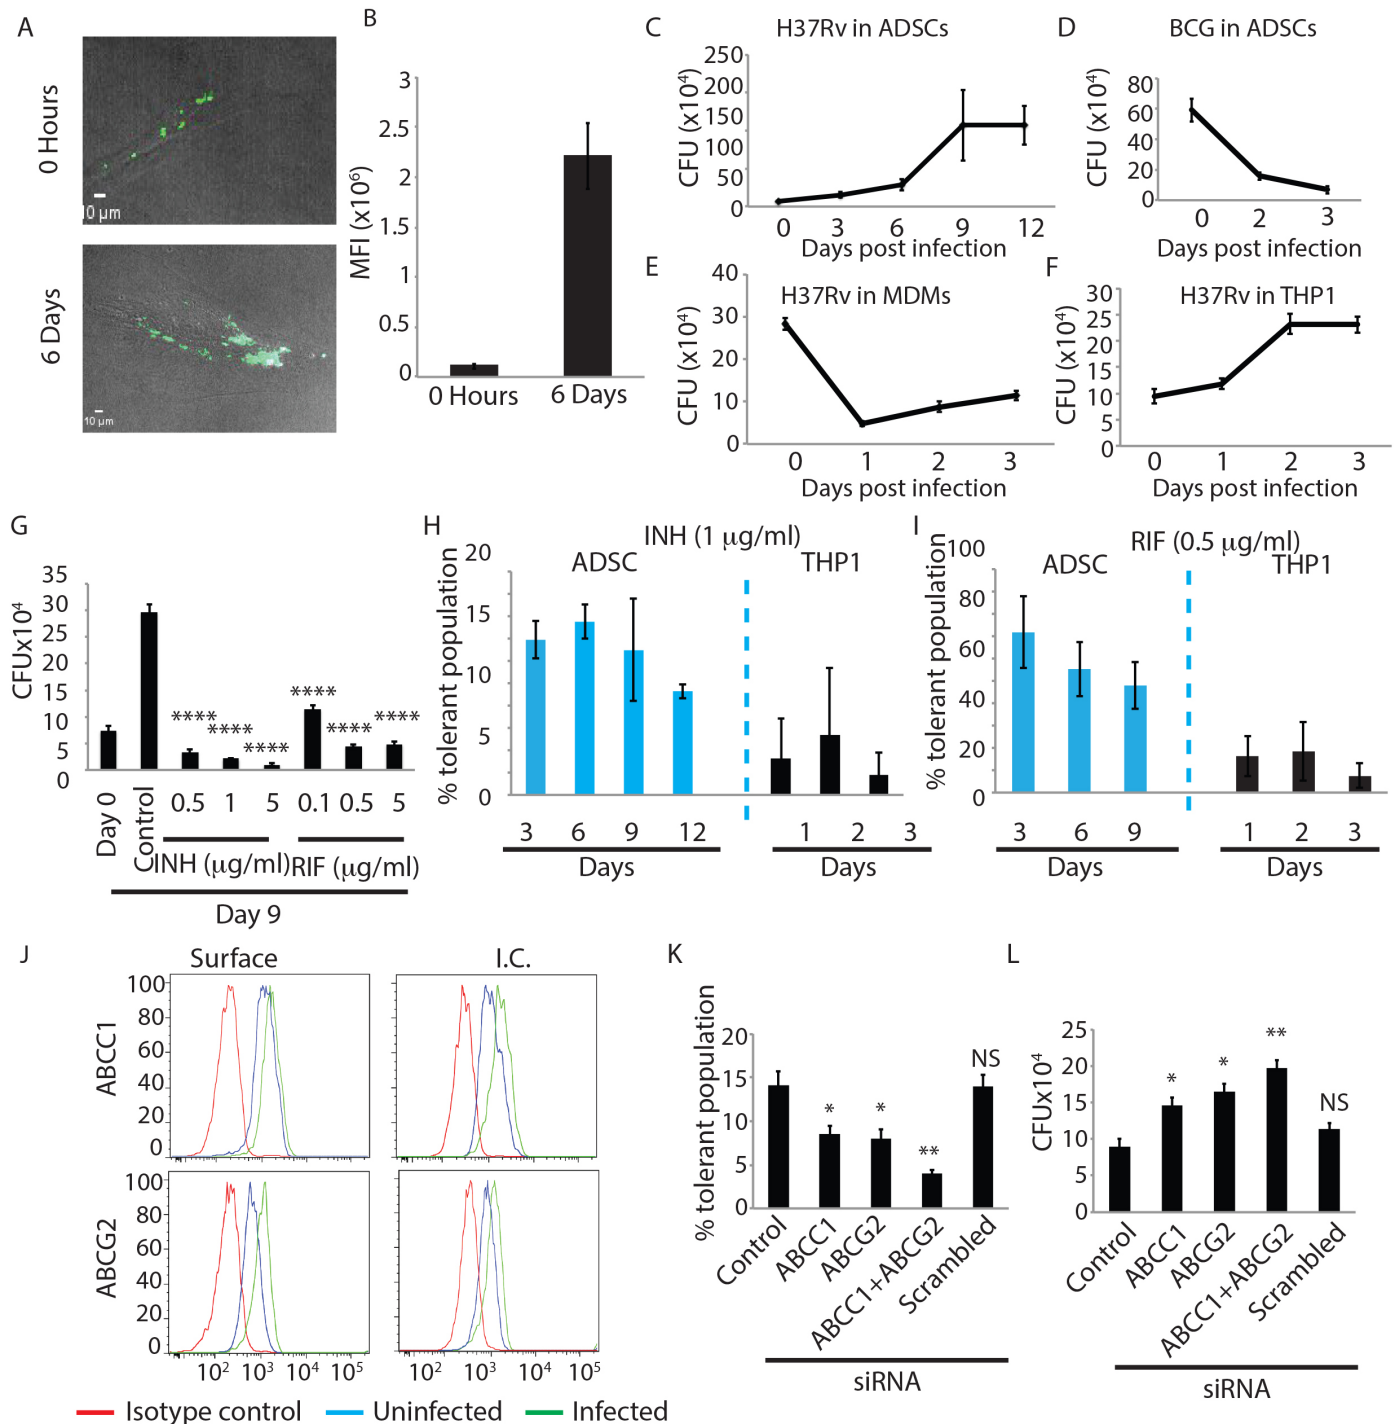 A
0 Hours
10 µm
6 Days
10 µm
B
MFI (x10⁶)
3
2.5
2
1.5
1
0.5
0
0 Hours
6 Days
C
H37Rv in ADSCs
CFU (x10⁴)
250
200
150
100
50
0
0 3 6 9 12
Days post infection
D
BCG in ADSCs
CFU (x10⁴)
80
60
40
20
0
0 2 3
Days post infection
E
H37Rv in MDMs
CFU (x10⁴)
40
30
20
10
0
0 1 2 3
Days post infection
F
H37Rv in THP1
CFU (x10⁴)
30
25
20
15
10
5
0
0 1 2 3
Days post infection
G
CFUx10⁴
35
30
25
20
15
10
5
0
****
****
****
****
****
****
Day 0
Control
0.5 1 5
0.1 0.5 5
INH (µg/ml)
RIF (µg/ml)
Day 9
H
INH (1 µg/ml)
ADSC
THP1
% tolerant population
20
15
10
5
0
3 6 9 12
1 2 3
Days
Days
I
RIF (0.5 µg/ml)
ADSC
THP1
% tolerant population
100
80
60
40
20
0
3 6 9
1 2 3
Days
Days
J
Surface
I.C.
ABCC1
100
80
60
40
20
0
ABCG2
100
80
60
40
20
0
10² 10³ 10⁴ 10⁵
10² 10³ 10⁴ 10⁵
Isotype control
Uninfected
Infected
K
% tolerant population
20
15
10
5
0
*
*
**
NS
Control
ABCC1
ABCG2
ABCC1+ABCG2
Scrambled
siRNA
L
CFUx10⁴
25
20
15
10
5
0
*
*
**
NS
Control
ABCC1
ABCG2
ABCC1+ABCG2
Scrambled
siRNA